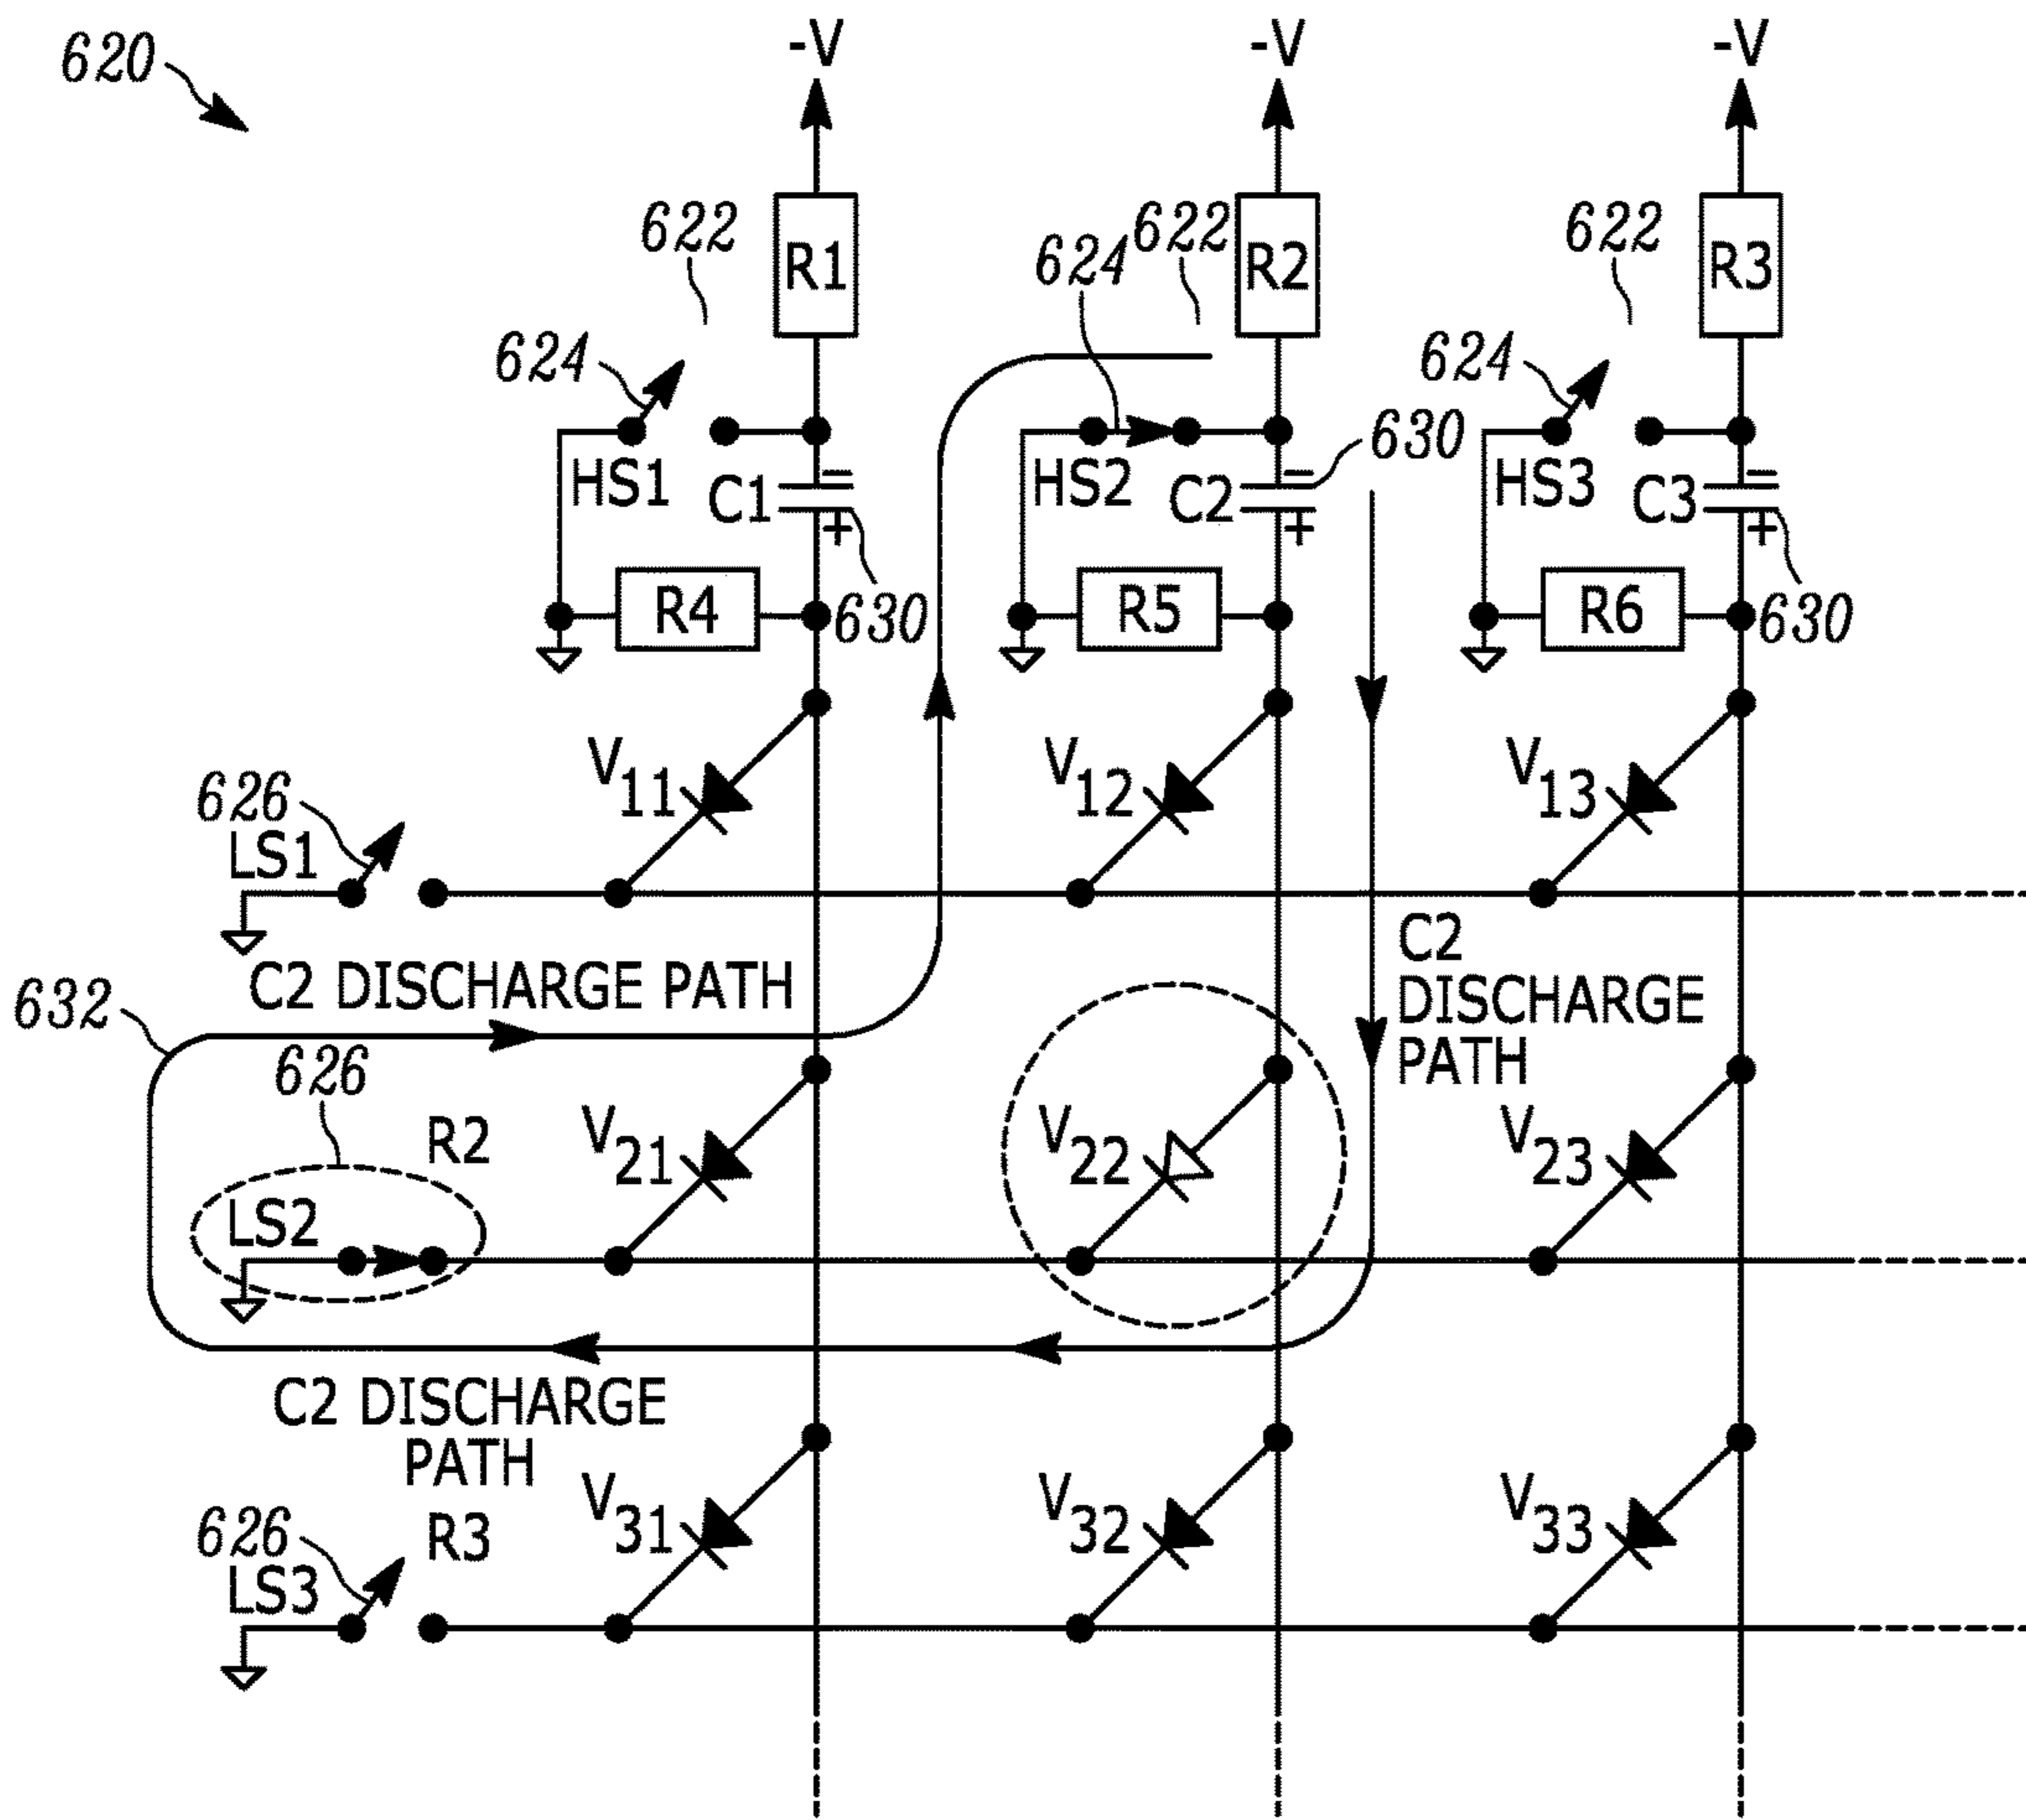 620
-V -V -V
622 622 622
R1 R2 R3
624 624 624
HS1 C1 − + HS2 C2 − + HS3 C3 − +
630 630 630
R4 R5 R6
V11 V12 V13
626
LS1
C2 DISCHARGE PATH
C2
DISCHARGE
PATH
632
626
R2
LS2
V21 V22 V23
C2 DISCHARGE
PATH
R3
626
LS3
V31 V32 V33